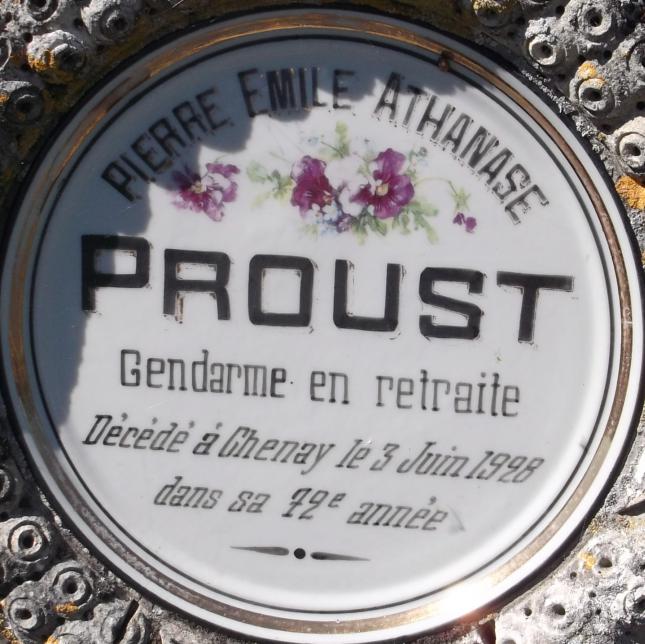 PIERRE EMILE ATHANASE
PROUST
Gendarme en retraite
Décédé à Chenay le 3 Juin 1928
dans sa 72e année